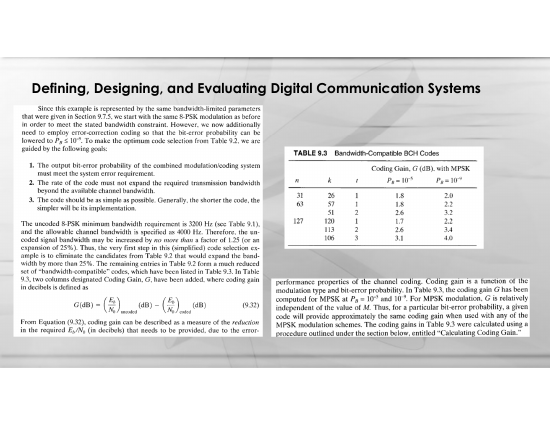 Defining, Designing, and Evaluating Digital Communication Systems
Since this example is represented by the same bandwidth-limited parameters
that were given in Section 9.7.5, we start with the same 8-PSK modulation as before
in order to meet the stated bandwidth constraint. However, we now additionally
need to employ error-correction coding so that the bit-error probability can be
lowered to P_B ≤ 10⁻⁹. To make the optimum code selection from Table 9.2, we are
guided by the following goals:
1. The output bit-error probability of the combined modulation/coding system
must meet the system error requirement.
2. The rate of the code must not expand the required transmission bandwidth
beyond the available channel bandwidth.
3. The code should be as simple as possible. Generally, the shorter the code, the
simpler will be its implementation.
The uncoded 8-PSK minimum bandwidth requirement is 3200 Hz (see Table 9.1),
and the allowable channel bandwidth is specified as 4000 Hz. Therefore, the un-
coded signal bandwidth may be increased by no more than a factor of 1.25 (or an
expansion of 25%). Thus, the very first step in this (simplified) code selection ex-
ample is to eliminate the candidates from Table 9.2 that would expand the band-
width by more than 25%. The remaining entries in Table 9.2 form a much reduced
set of "bandwidth-compatible" codes, which have been listed in Table 9.3. In Table
9.3, two columns designated Coding Gain, G, have been added, where coding gain
in decibels is defined as
G(dB) = (E_b/N_0)uncoded (dB) − (E_b/N_0)coded (dB) (9.32)
From Equation (9.32), coding gain can be described as a measure of the reduction
in the required E_b/N_0 (in decibels) that needs to be provided, due to the error-
TABLE 9.3 Bandwidth-Compatible BCH Codes
Coding Gain, G (dB), with MPSK
n k t P_B = 10⁻⁵ P_B = 10⁻⁹
31 26 1 1.8 2.0
63 57 1 1.8 2.2
51 2 2.6 3.2
127 120 1 1.7 2.2
113 2 2.6 3.4
106 3 3.1 4.0
performance properties of the channel coding. Coding gain is a function of the
modulation type and bit-error probability. In Table 9.3, the coding gain G has been
computed for MPSK at P_B = 10⁻⁵ and 10⁻⁹. For MPSK modulation, G is relatively
independent of the value of M. Thus, for a particular bit-error probability, a given
code will provide approximately the same coding gain when used with any of the
MPSK modulation schemes. The coding gains in Table 9.3 were calculated using a
procedure outlined under the section below, entitled "Calculating Coding Gain."